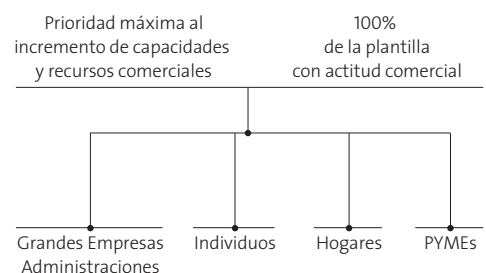 Prioridad máxima al
incremento de capacidades
y recursos comerciales
100%
de la plantilla
con actitud comercial
Grandes Empresas
Administraciones
Individuos
Hogares
PYMEs